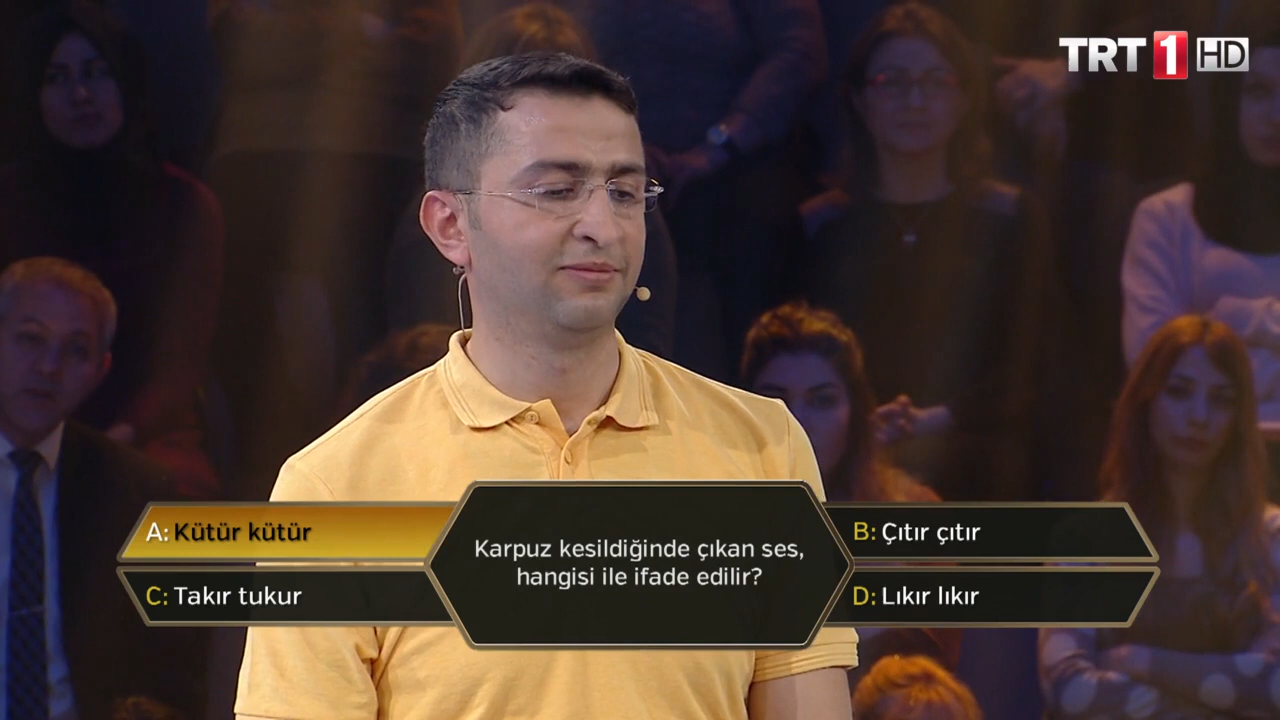 TRT 1 HD
Karpuz kesildiğinde çıkan ses,
hangisi ile ifade edilir?
A: Kütür kütür
B: Çıtır çıtır
C: Takır tukur
D: Lıkır lıkır